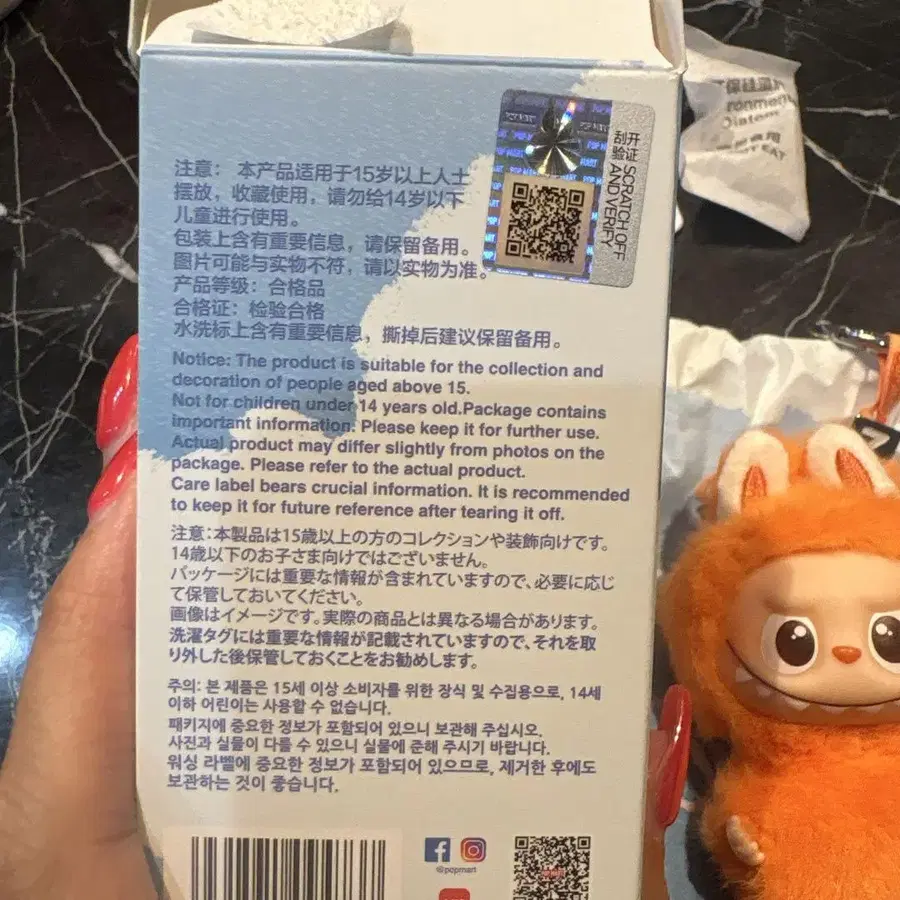 注意： 本产品适用于15岁以上人士
摆放，收藏使用，请勿给14岁以下
儿童进行使用。
包装上含有重要信息，请保留备用。
图片可能与实物不符，请以实物为准。
产品等级：合格品
合格证：检验合格
水洗标上含有重要信息，撕掉后建议保留备用。
刮开
验证
SCRATCH OFF
AND VERIFY
Notice: The product is suitable for the collection and
decoration of people aged above 15.
Not for children under 14 years old.Package contains
important information. Please keep it for further use.
Actual product may differ slightly from photos on the
package. Please refer to the actual product.
Care label bears crucial information. It is recommended
to keep it for future reference after tearing it off.
注意：本製品は15歳以上の方のコレクションや装飾向けです。
14歳以下のお子さま向けではございません。
パッケージには重要な情報が含まれていますので、必要に応じ
て保管しておいてください。
画像はイメージです。実際の商品とは異なる場合があります。
洗濯タグには重要な情報が記載されていますので、それを取
り外した後保管しておくことをお勧めします。
주의: 본 제품은 15세 이상 소비자를 위한 장식 및 수집용으로, 14세
이하 어린이는 사용할 수 없습니다.
패키지에 중요한 정보가 포함되어 있으니 보관해 주십시오.
사진과 실물이 다를 수 있으니 실물에 준해 주시기 바랍니다.
워싱 라벨에 중요한 정보가 포함되어 있으므로, 제거한 후에도
보관하는 것이 좋습니다.
@popmart